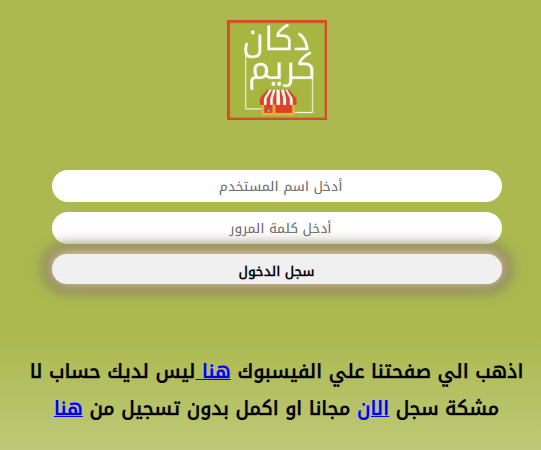 دكان
كريم
أدخل اسم المستخدم
أدخل كلمة المرور
سجل الدخول
اذهب الي صفحتنا علي الفيسبوك هنا ليس لديك حساب لا
مشكة سجل الان مجانا او اكمل بدون تسجيل من هنا